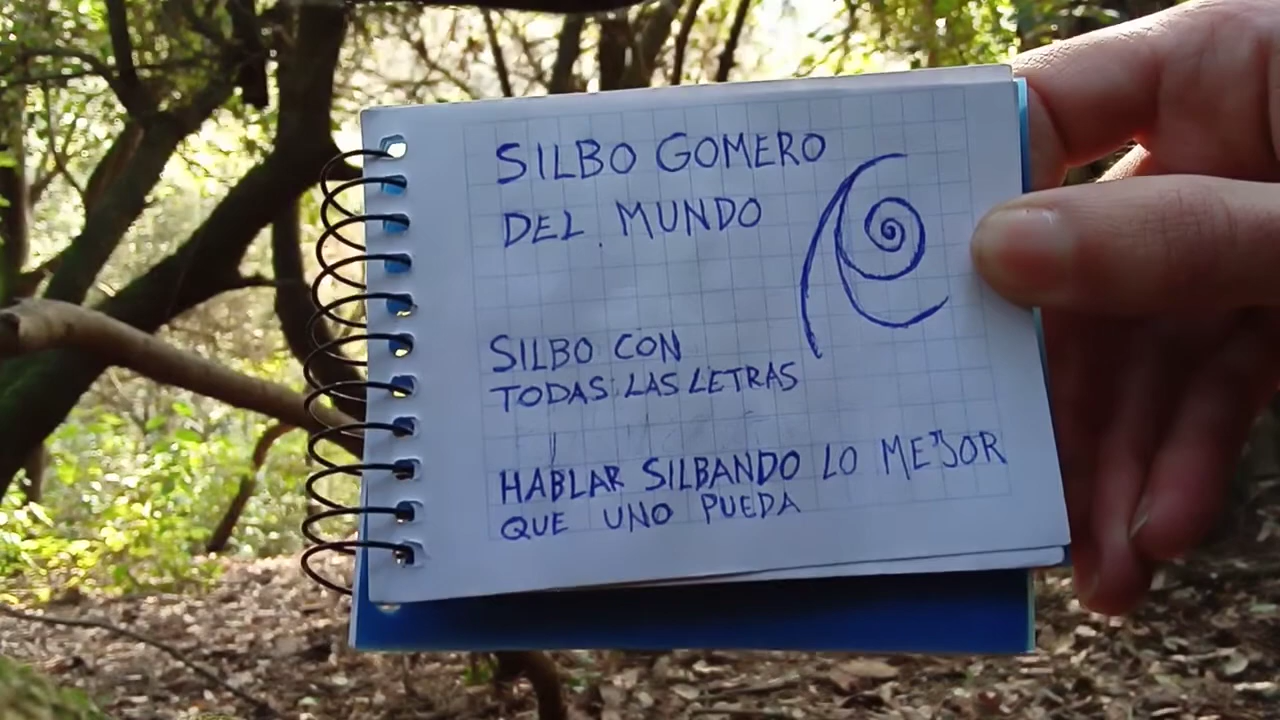 SILBO GOMERO
DEL MUNDO
SILBO CON
TODAS LAS LETRAS
HABLAR SILBANDO LO MEJOR
QUE UNO PUEDA